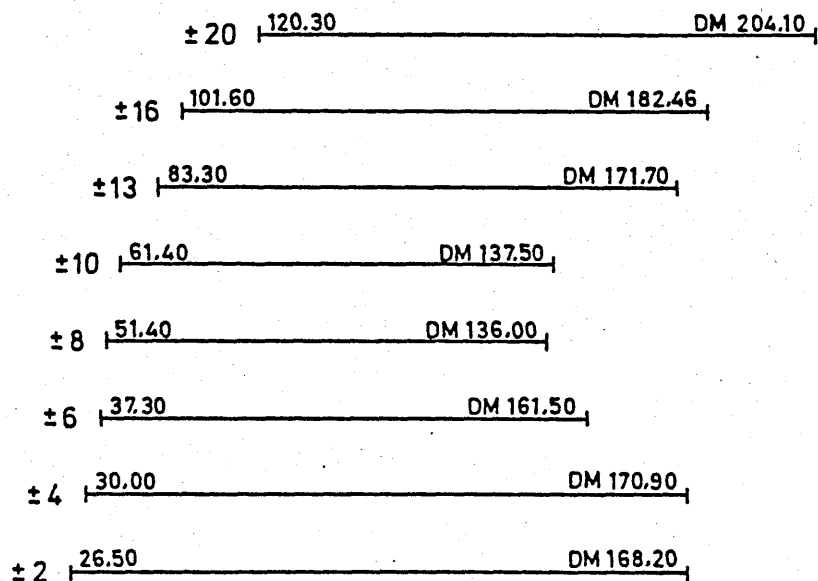 ±20 120.30 DM 204.10
±16 101.60 DM 182.46
±13 83.30 DM 171.70
±10 61.40 DM 137.50
±8 51.40 DM 136.00
±6 37.30 DM 161.50
±4 30.00 DM 170.90
±2 26.50 DM 168.20